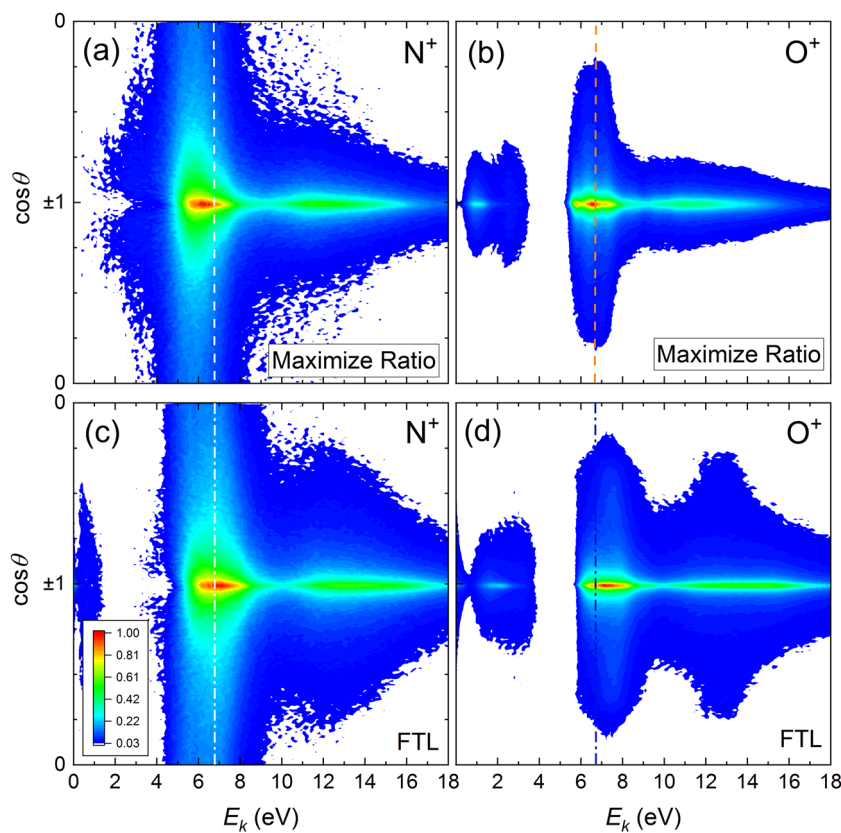 (a) N⁺ Maximize Ratio
(b) O⁺ Maximize Ratio
0
cosθ
±1
0
(c) N⁺ FTL
(d) O⁺ FTL
cosθ
±1
1.00
0.81
0.61
0.42
0.22
0.03
0
0 2 4 6 8 10 12 14 16 18 0 2 4 6 8 10 12 14 16 18
Eₖ (eV) Eₖ (eV)